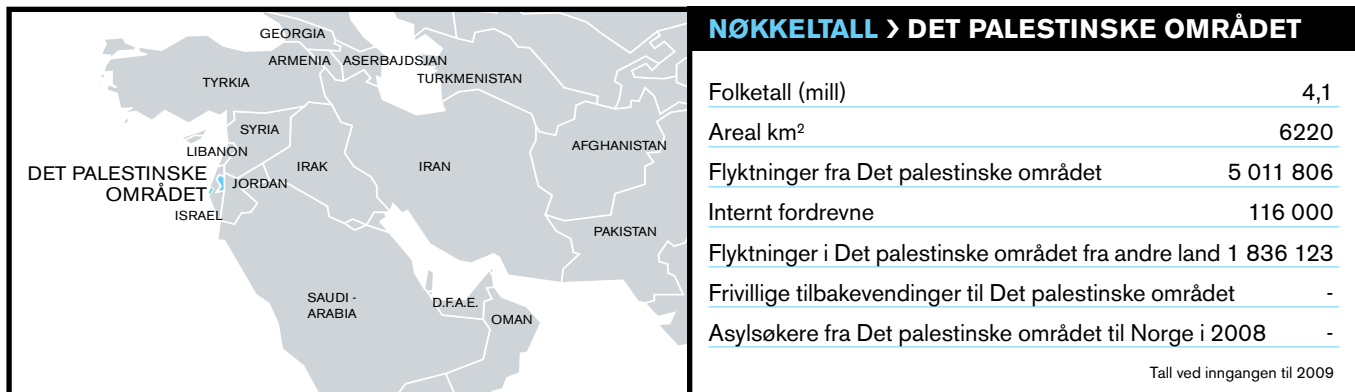 GEORGIA
ARMENIA
ASERBAJDSJAN
TYRKIA
TURKMENISTAN
SYRIA
LIBANON
AFGHANISTAN
IRAK
IRAN
DET PALESTINSKE
OMRÅDET
JORDAN
ISRAEL
PAKISTAN
SAUDI -
ARABIA
D.F.A.E.
OMAN
NØKKELTALL > DET PALESTINSKE OMRÅDET
Folketall (mill) 4,1
Areal km² 6220
Flyktninger fra Det palestinske området 5 011 806
Internt fordrevne 116 000
Flyktninger i Det palestinske området fra andre land 1 836 123
Frivillige tilbakevendinger til Det palestinske området -
Asylsøkere fra Det palestinske området til Norge i 2008 -
Tall ved inngangen til 2009